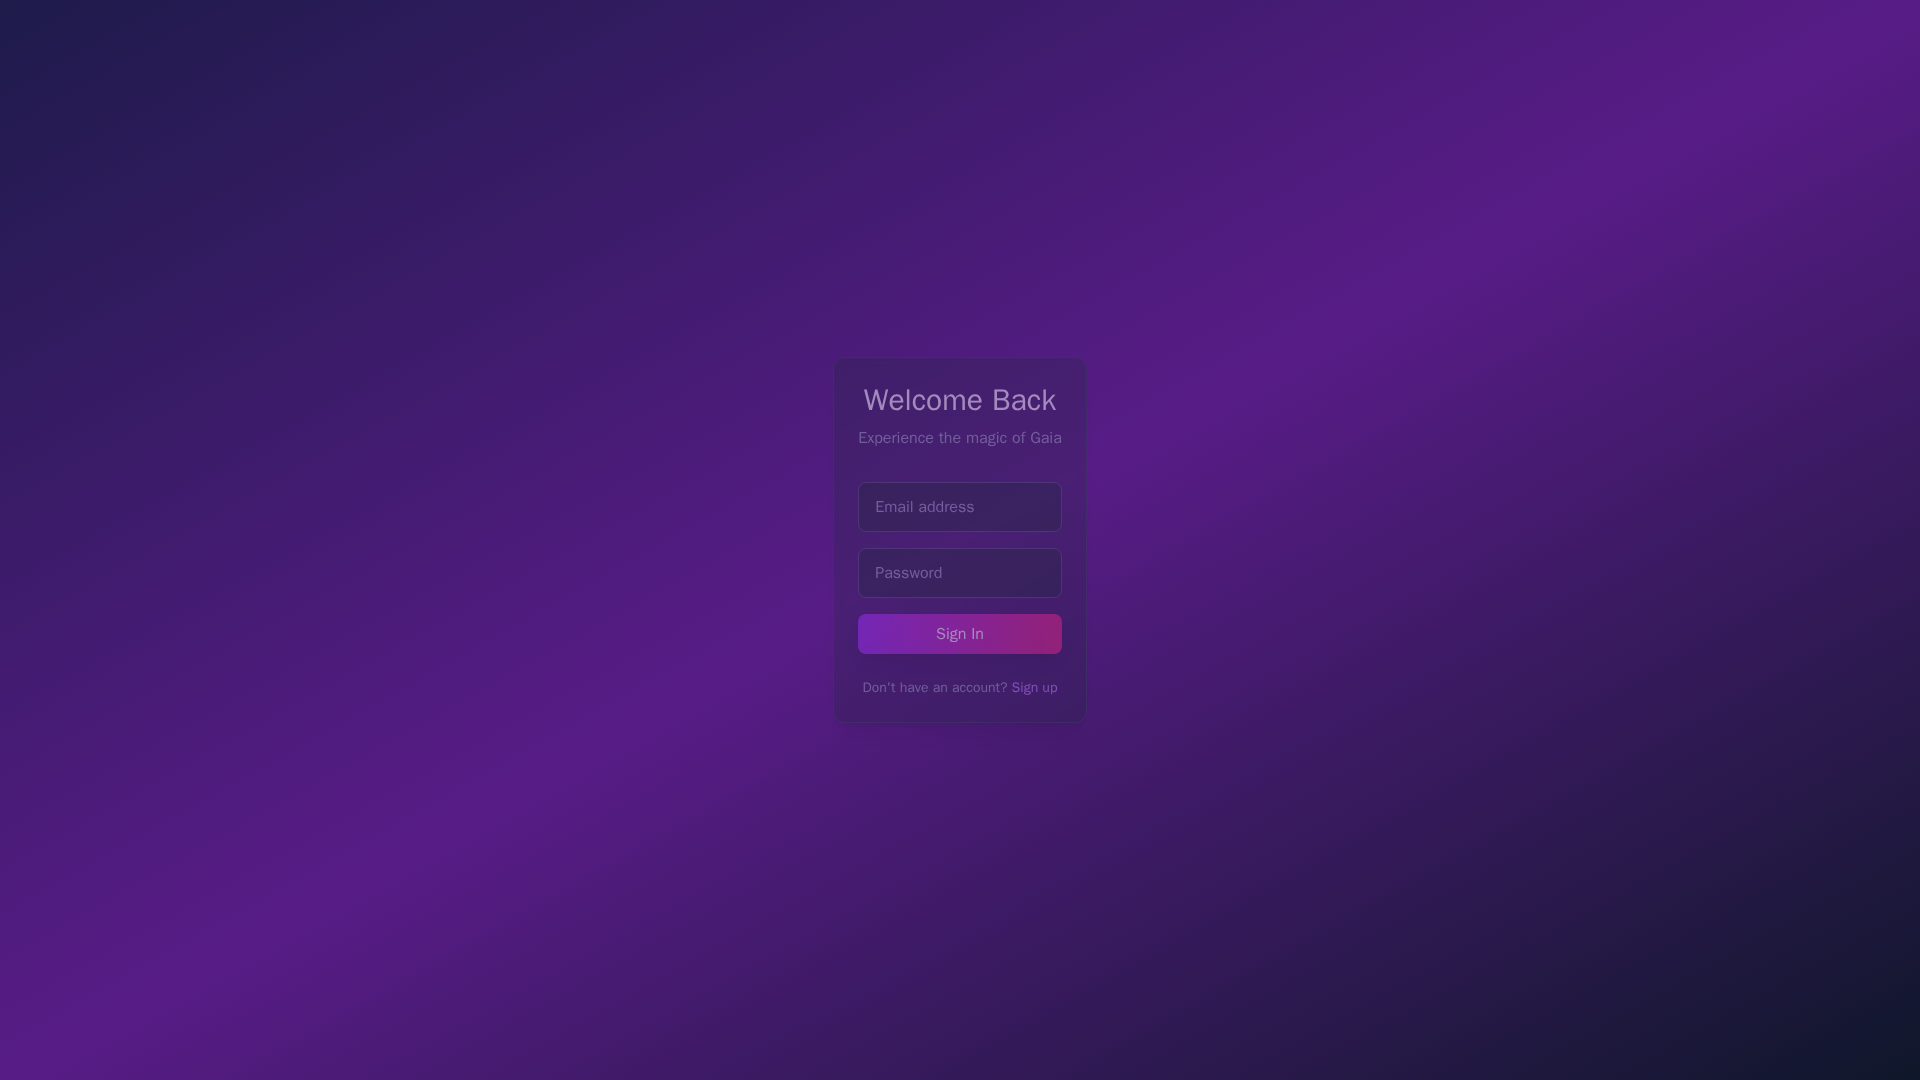 Welcome Back
Experience the magic of Gaia
Email address
Password
Sign In
Don't have an account? Sign up